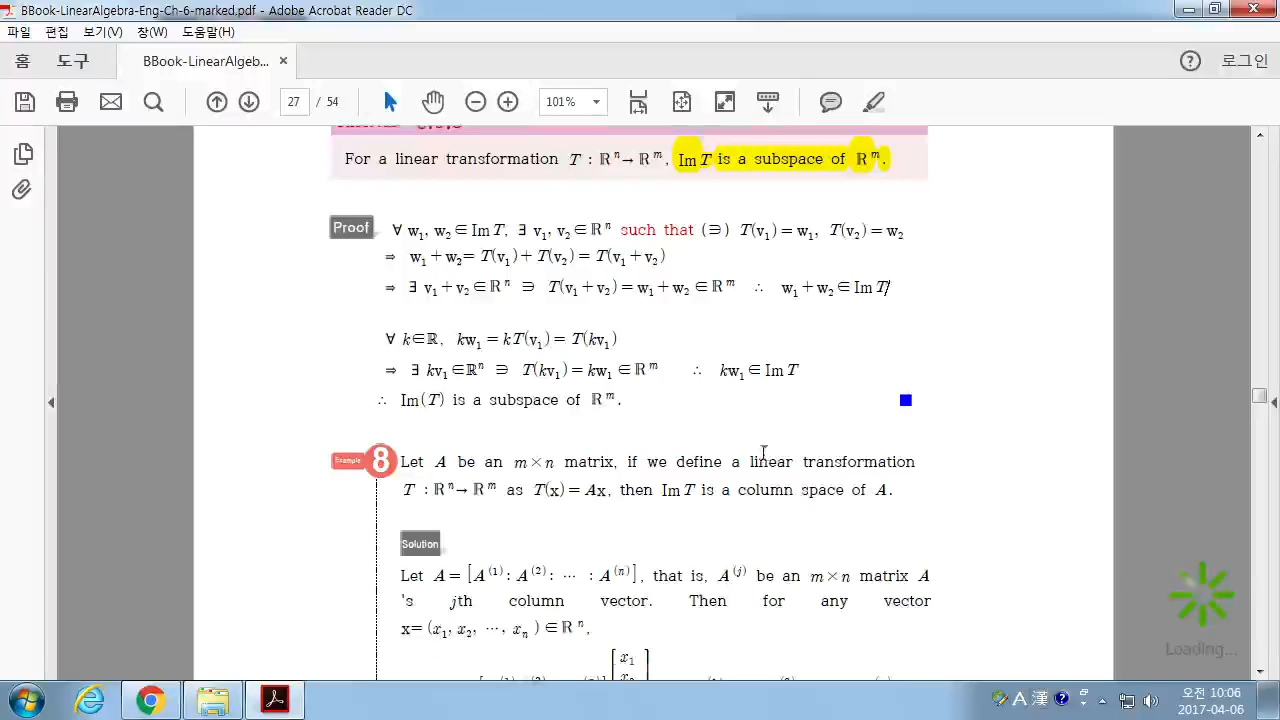 BBook-LinearAlgebra-Eng-Ch-6-marked.pdf - Adobe Acrobat Reader DC
파일 편집 보기(V) 창(W) 도움말(H)
홈 도구 BBook-LinearAlgeb... × 로그인
27 / 54 101%
For a linear transformation T : ℝⁿ→ ℝᵐ, Im T is a subspace of ℝᵐ.
Proof ∀ w₁, w₂ ∈ Im T, ∃ v₁, v₂ ∈ ℝⁿ such that (∋) T(v₁) = w₁, T(v₂) = w₂
⇒ w₁ + w₂ = T(v₁) + T(v₂) = T(v₁ + v₂)
⇒ ∃ v₁ + v₂ ∈ ℝⁿ ∋ T(v₁ + v₂) = w₁ + w₂ ∈ ℝᵐ ∴ w₁ + w₂ ∈ Im T
∀ k∈ℝ, kw₁ = kT(v₁) = T(kv₁)
⇒ ∃ kv₁ ∈ ℝⁿ ∋ T(kv₁) = kw₁ ∈ ℝᵐ ∴ kw₁ ∈ Im T
∴ Im(T) is a subspace of ℝᵐ.
Example 8 Let A be an m×n matrix, if we define a linear transformation
T : ℝⁿ→ ℝᵐ as T(x) = Ax, then Im T is a column space of A.
Solution
Let A = [A⁽¹⁾ : A⁽²⁾ : ⋯ : A⁽ⁿ⁾], that is, A⁽ʲ⁾ be an m×n matrix A
's jth column vector. Then for any vector
x= (x₁, x₂, ⋯, xₙ) ∈ ℝⁿ,
x₁
Loading...
A 漢
오전 10:06
2017-04-06